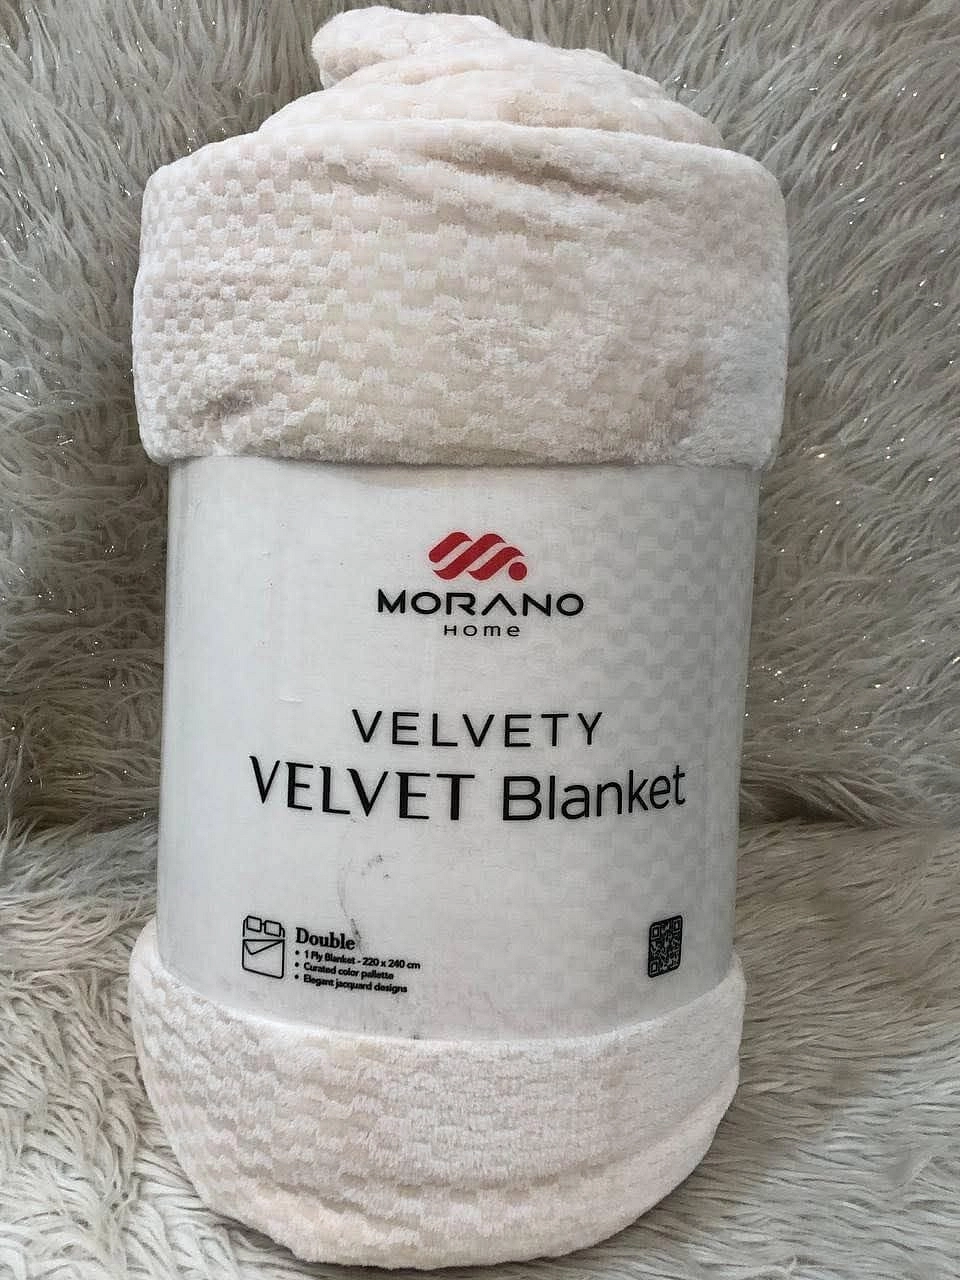 MORANO
HOme
VELVETY
VELVET Blanket
Double
• 1 Ply Blanket - 220 x 240 cm
• Curated color pallette
• Elegant jacquard designs